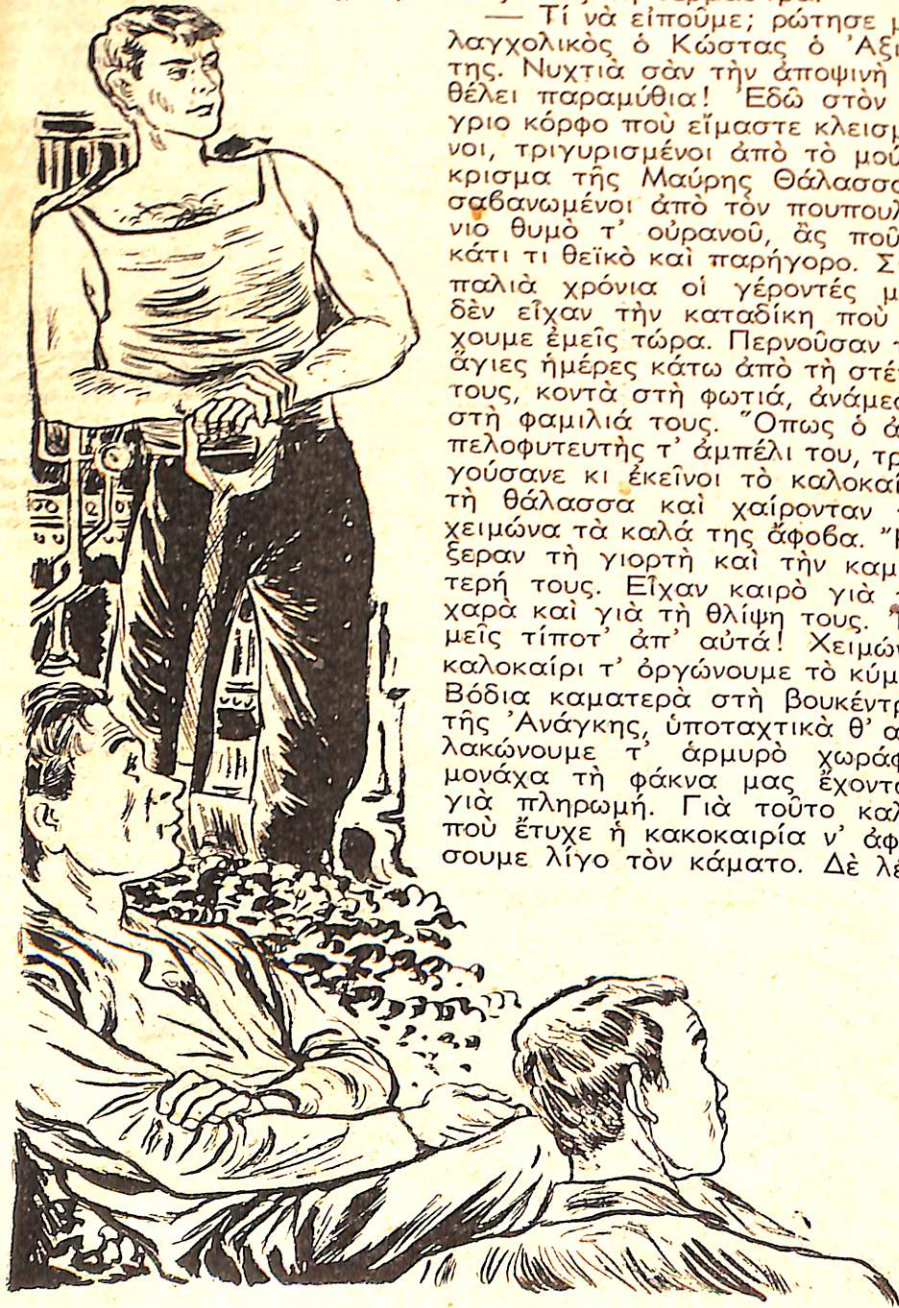 — Τί νὰ εἰποῦμε; ρώτησε μ
λαγχολικὸς ὁ Κώστας ὁ Ἀξι
της. Νυχτιὰ σὰν τὴν ἀποψινὴ
θέλει παραμύθια! Ἐδῶ στὸν
γριο κόρφο ποὺ εἴμαστε κλεισμ
νοι, τριγυρισμένοι ἀπὸ τὸ μού
κρισμα τῆς Μαύρης Θάλασσα
σαβανωμένοι ἀπὸ τὸν πουπουλ
νιο θυμὸ τ' οὐρανοῦ, ἂς ποῦ
κάτι τι θεϊκὸ καὶ παρήγορο. Σ
παλιὰ χρόνια οἱ γέροντές μ
δὲν εἶχαν τὴν καταδίκη ποὺ
χουμε ἐμεῖς τώρα. Περνοῦσαν τ
ἅγιες ἡμέρες κάτω ἀπὸ τὴ στέ
τους, κοντὰ στὴ φωτιά, ἀνάμεσ
στὴ φαμιλιά τους. Ὅπως ὁ ἀ
πελοφυτευτὴς τ' ἀμπέλι του, τρ
γούσανε κι ἐκεῖνοι τὸ καλοκαί
τὴ θάλασσα καὶ χαίρονταν τ
χειμώνα τὰ καλά της ἄφοβα. Ἤ
ξεραν τὴ γιορτὴ καὶ τὴν καμ
τερή τους. Εἶχαν καιρὸ γιὰ τ
χαρὰ καὶ γιὰ τὴ θλίψη τους. Ἐ
μεῖς τίποτ' ἀπ' αὐτά! Χειμών
καλοκαίρι τ' ὀργώνουμε τὸ κύμ
Βόδια καματερὰ στὴ βουκέντρ
τῆς Ἀνάγκης, ὑποταχτικὰ θ' α
λακώνουμε τ' ἁρμυρὸ χωράφ
μονάχα τὴ φάκνα μας ἔχοντα
γιὰ πληρωμή. Γιὰ τοῦτο καλ
ποὺ ἔτυχε ἡ κακοκαιρία ν' ἀφ
σουμε λίγο τὸν κάματο. Δὲ λέ